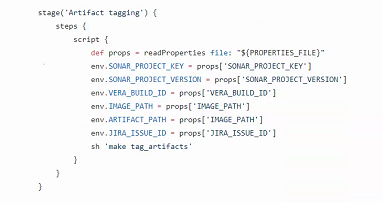 stage('Artifact tagging') {
steps {
script {
def props = readProperties file: "${PROPERTIES_FILE}"
env.SONAR_PROJECT_KEY = props['SONAR_PROJECT_KEY']
env.SONAR_PROJECT_VERSION = props['SONAR_PROJECT_VERSION']
env.VERA_BUILD_ID = props['VERA_BUILD_ID']
env.IMAGE_PATH = props['IMAGE_PATH']
env.ARTIFACT_PATH = props['IMAGE_PATH']
env.JIRA_ISSUE_ID = props['JIRA_ISSUE_ID']
sh 'make tag_artifacts'
}
}
}